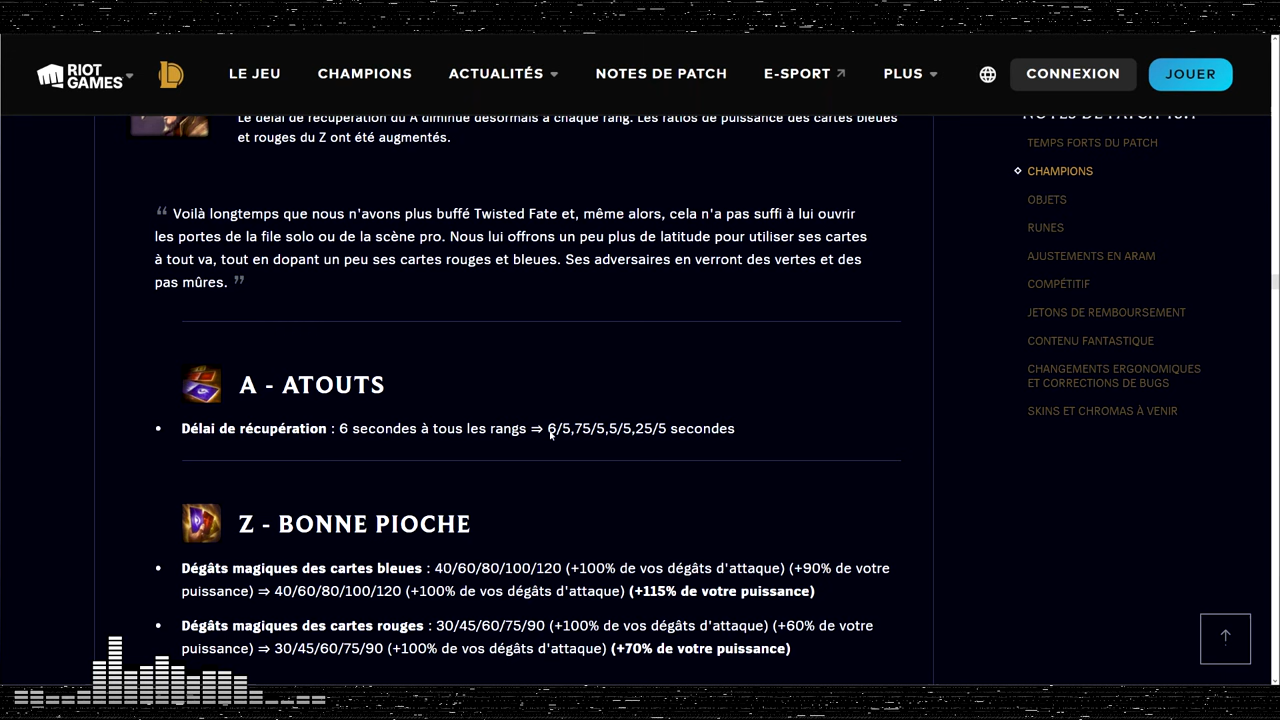 RIOT GAMES LE JEU CHAMPIONS ACTUALITÉS NOTES DE PATCH E-SPORT PLUS CONNEXION JOUER
Le délai de récupération du A diminue désormais à chaque rang. Les ratios de puissance des cartes bleues
et rouges du Z ont été augmentés.
“ Voilà longtemps que nous n'avons plus buffé Twisted Fate et, même alors, cela n'a pas suffi à lui ouvrir
les portes de la file solo ou de la scène pro. Nous lui offrons un peu plus de latitude pour utiliser ses cartes
à tout va, tout en dopant un peu ses cartes rouges et bleues. Ses adversaires en verront des vertes et des
pas mûres. ”
A - ATOUTS
• Délai de récupération : 6 secondes à tous les rangs ⇒ 6/5,75/5,5/5,25/5 secondes
Z - BONNE PIOCHE
• Dégâts magiques des cartes bleues : 40/60/80/100/120 (+100% de vos dégâts d'attaque) (+90% de votre
puissance) ⇒ 40/60/80/100/120 (+100% de vos dégâts d'attaque) (+115% de votre puissance)
• Dégâts magiques des cartes rouges : 30/45/60/75/90 (+100% de vos dégâts d'attaque) (+60% de votre
puissance) ⇒ 30/45/60/75/90 (+100% de vos dégâts d'attaque) (+70% de votre puissance)
NOTES DE PATCH
TEMPS FORTS DU PATCH
CHAMPIONS
OBJETS
RUNES
AJUSTEMENTS EN ARAM
COMPÉTITIF
JETONS DE REMBOURSEMENT
CONTENU FANTASTIQUE
CHANGEMENTS ERGONOMIQUES
ET CORRECTIONS DE BUGS
SKINS ET CHROMAS À VENIR